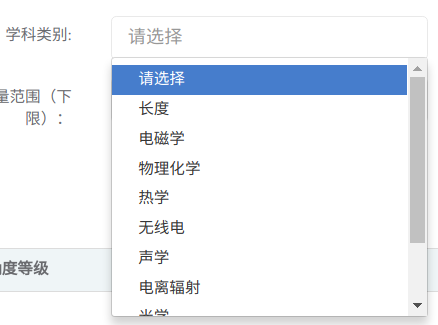 学科类别:
请选择
请选择
量范围（下
限）：
长度
电磁学
物理化学
热学
无线电
声学
电离辐射
光学
度等级